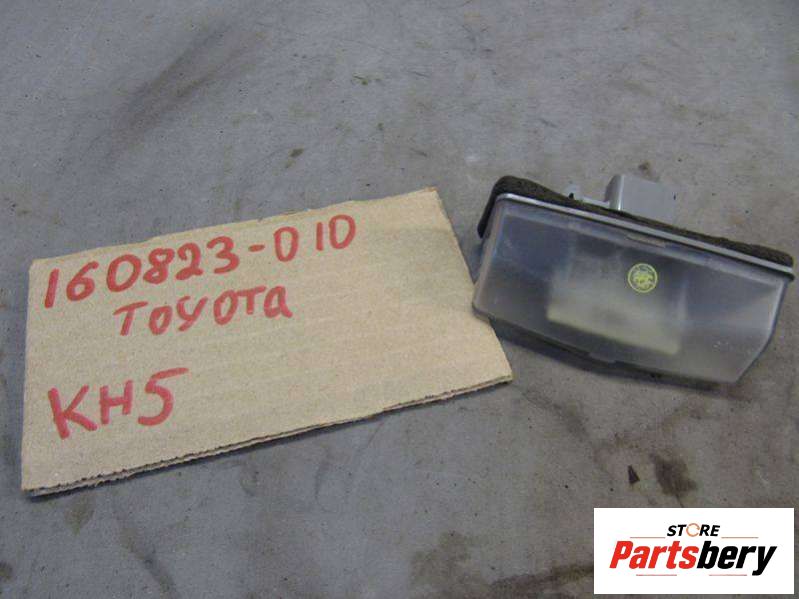 160823-010
TOYOTA
KH5
STORE
Partsbery